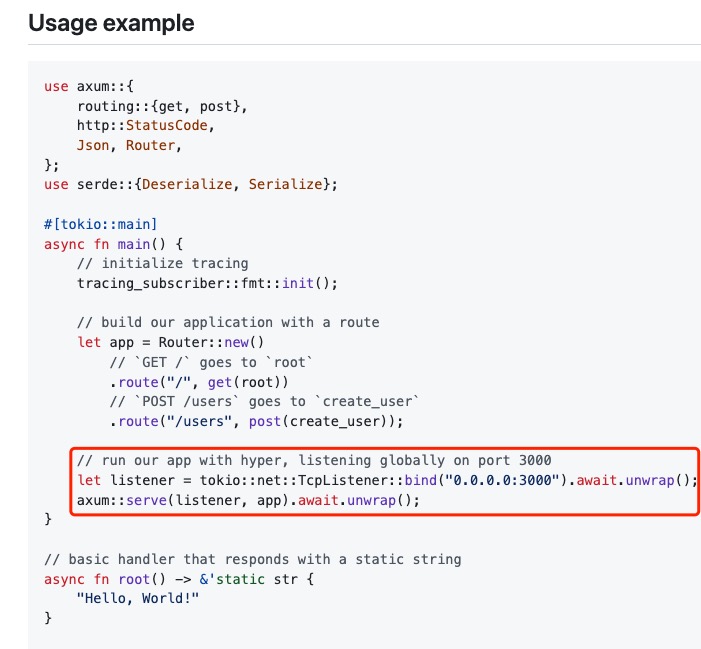 Usage example
use axum::{
    routing::{get, post},
    http::StatusCode,
    Json, Router,
};
use serde::{Deserialize, Serialize};

#[tokio::main]
async fn main() {
    // initialize tracing
    tracing_subscriber::fmt::init();

    // build our application with a route
    let app = Router::new()
        // `GET /` goes to `root`
        .route("/", get(root))
        // `POST /users` goes to `create_user`
        .route("/users", post(create_user));

    // run our app with hyper, listening globally on port 3000
    let listener = tokio::net::TcpListener::bind("0.0.0.0:3000").await.unwrap();
    axum::serve(listener, app).await.unwrap();
}

// basic handler that responds with a static string
async fn root() -> &'static str {
    "Hello, World!"
}